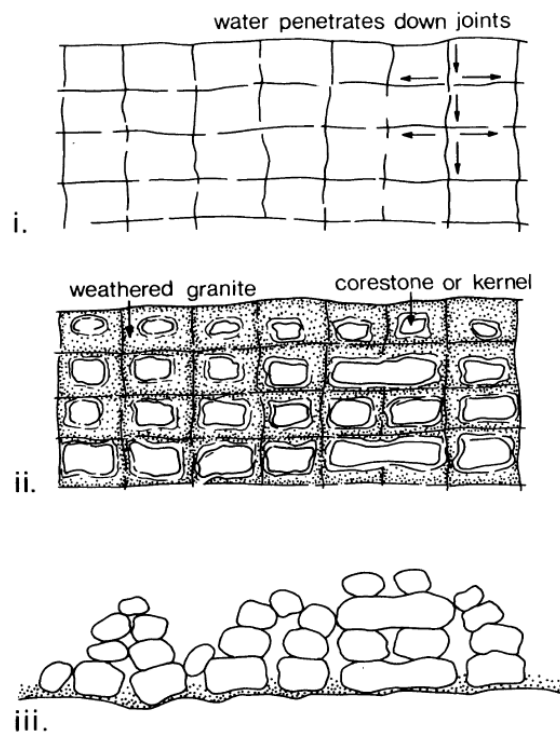 water penetrates down joints
i.
weathered granite
corestone or kernel
ii.
iii.